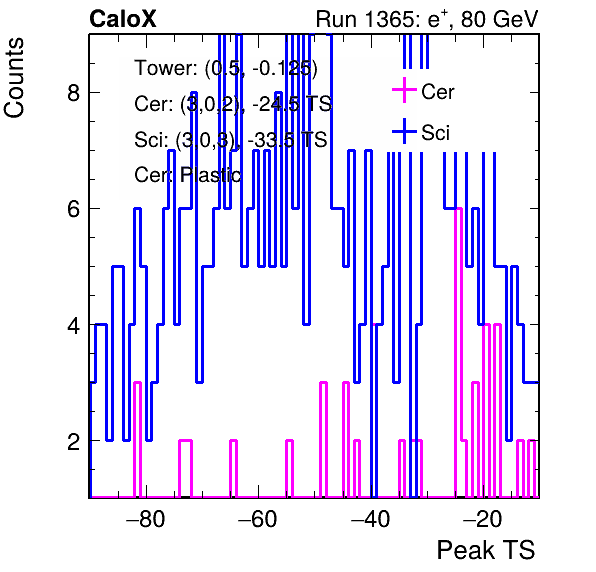 CaloX
Run 1365: e+, 80 GeV
Counts
Tower: (0.5, -0.125)
Cer: (3,0,2), -24.5 TS
Sci: (3,0,3), -33.5 TS
Cer: Plastic
Cer
Sci
8
6
4
2
−80
−60
−40
−20
Peak TS